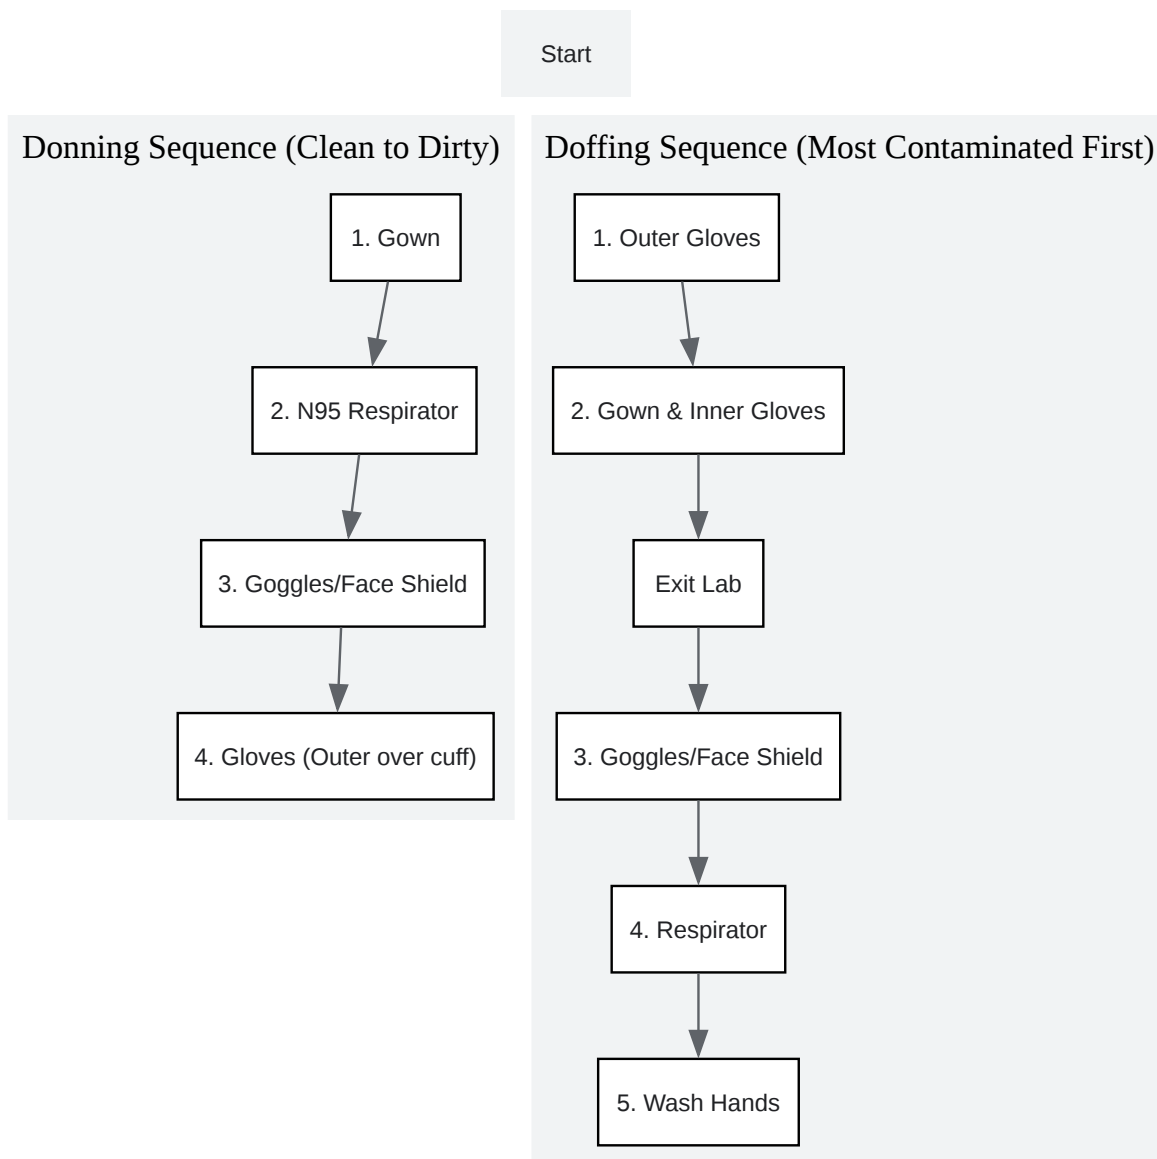 Start
Donning Sequence (Clean to Dirty)
1. Gown
2. N95 Respirator
3. Goggles/Face Shield
4. Gloves (Outer over cuff)
Doffing Sequence (Most Contaminated First)
1. Outer Gloves
2. Gown & Inner Gloves
Exit Lab
3. Goggles/Face Shield
4. Respirator
5. Wash Hands